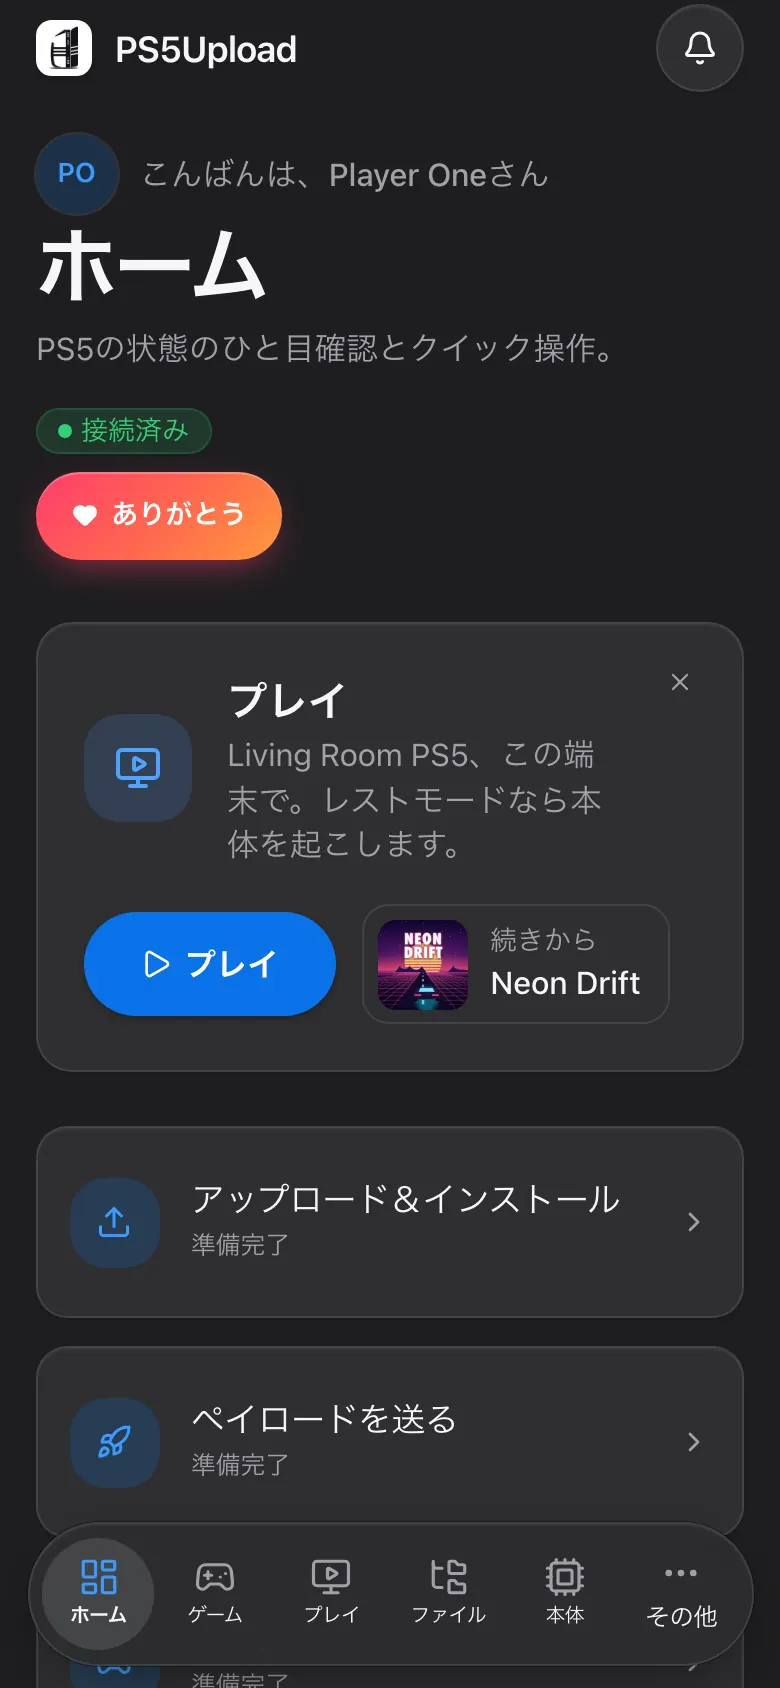 PS5Upload
PO
こんばんは、Player Oneさん
ホーム
PS5の状態のひと目確認とクイック操作。
接続済み
ありがとう
プレイ
Living Room PS5、この端
末で。レストモードなら本
体を起こします。
プレイ
NEON
DRIFT
続きから
Neon Drift
アップロード＆インストール
準備完了
ペイロードを送る
準備完了
ホーム
ゲーム
プレイ
ファイル
本体
その他
準備完了